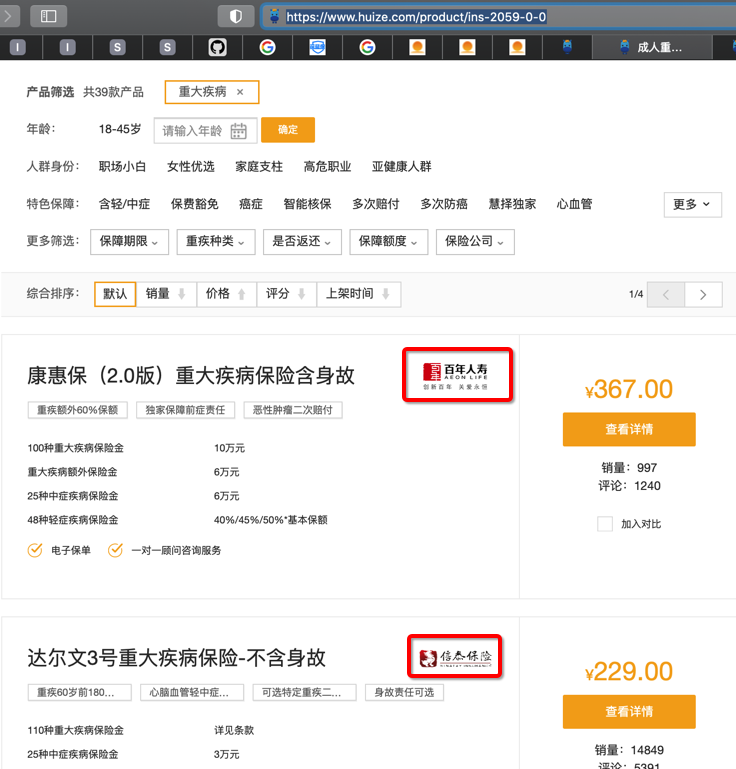 https://www.huize.com/product/ins-2059-0-0
I I S S G G 成人重...
产品筛选 共39款产品 重大疾病 ×
年龄： 18-45岁 请输入年龄 确定
人群身份： 职场小白 女性优选 家庭支柱 高危职业 亚健康人群
特色保障： 含轻/中症 保费豁免 癌症 智能核保 多次赔付 多次防癌 慧择独家 心血管 更多
更多筛选： 保障期限 重疾种类 是否返还 保障额度 保险公司
综合排序： 默认 销量 价格 评分 上架时间 1/4
康惠保（2.0版）重大疾病保险含身故
百年人寿
AEON LIFE
创新百年 关爱永恒
¥367.00
重疾额外60%保额 独家保障前症责任 恶性肿瘤二次赔付
查看详情
100种重大疾病保险金 10万元
重大疾病额外保险金 6万元
25种中症疾病保险金 6万元
48种轻症疾病保险金 40%/45%/50%*基本保额
销量：997
评论：1240
加入对比
电子保单 一对一顾问咨询服务
达尔文3号重大疾病保险-不含身故
信泰保险
¥229.00
重疾60岁前180... 心脑血管轻中症... 可选特定重疾二... 身故责任可选
查看详情
110种重大疾病保险金 详见条款
25种中症疾病保险金 3万元
销量：14849
评论：5391